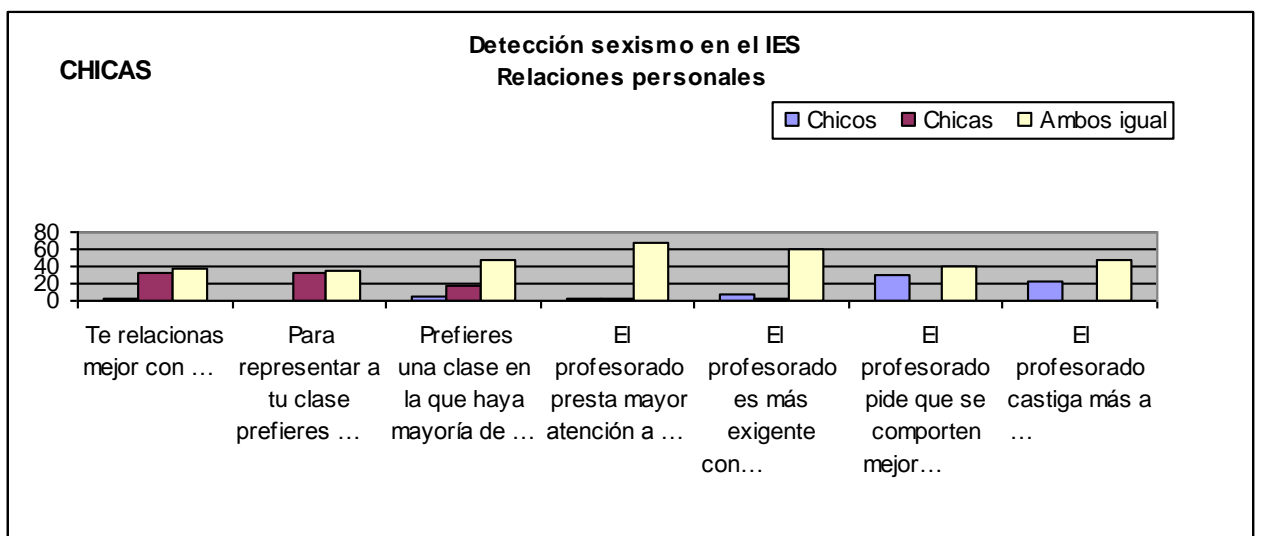 Detección sexismo en el IES
Relaciones personales
CHICAS
Chicos Chicas Ambos igual
80
60
40
20
0
Te relacionas
mejor con ...
Para
representar a
tu clase
prefieres ...
Prefieres
una clase en
la que haya
mayoría de ...
El
profesorado
presta mayor
atención a ...
El
profesorado
es más
exigente
con...
El
profesorado
pide que se
comporten
mejor...
El
profesorado
castiga más a
...